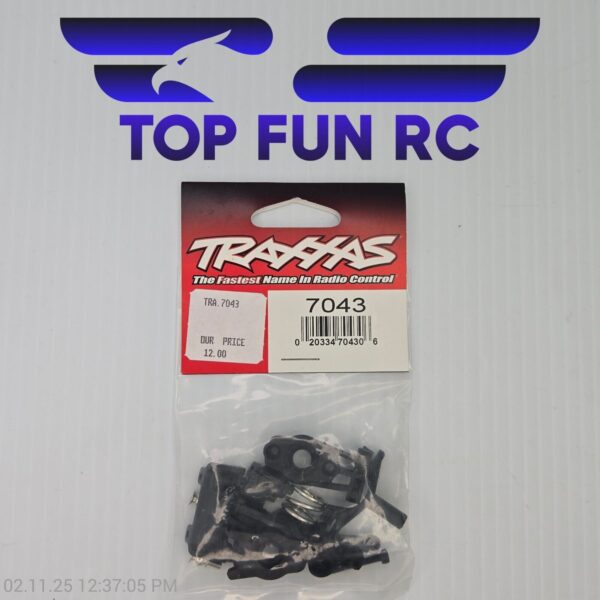 TOP FUN RC
TRAXXAS
The Fastest Name In Radio Control
TRA.7043
OUR PRICE
12.00
7043
0 20334 70430 6
02.11.25 12:37:05 PM